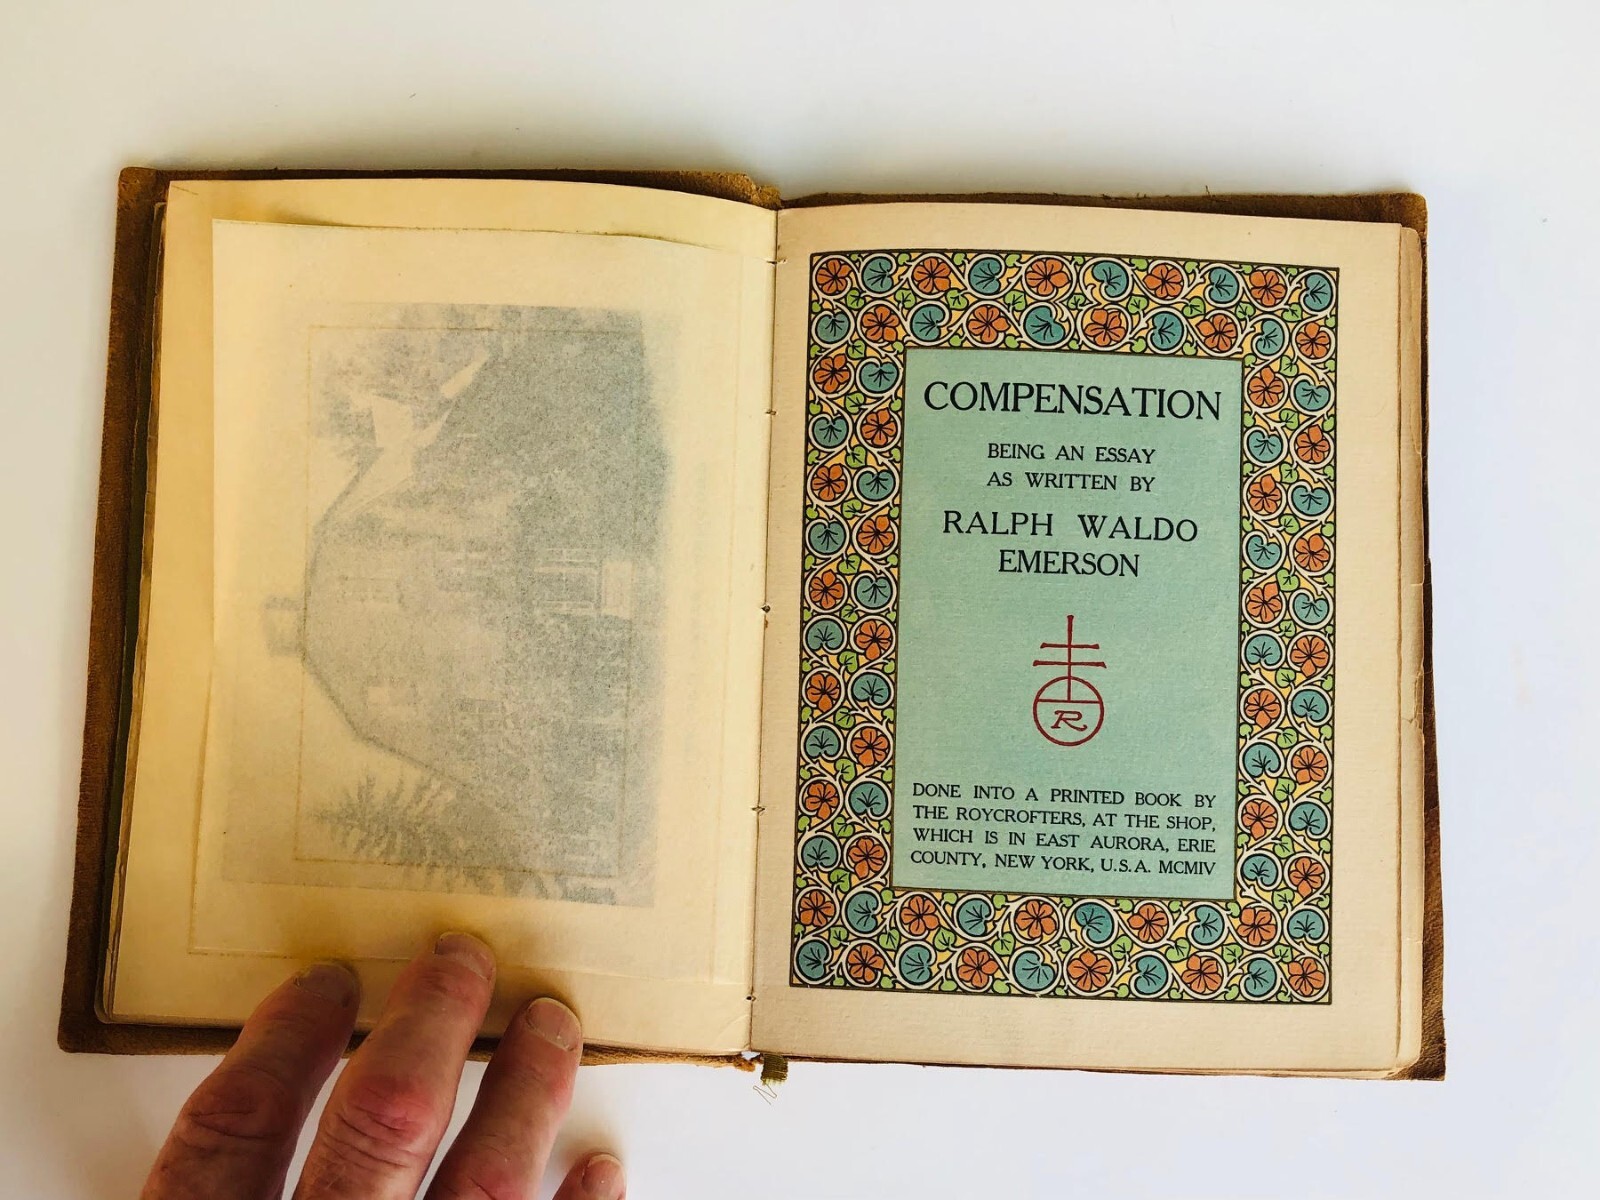 COMPENSATION
BEING AN ESSAY
AS WRITTEN BY
RALPH WALDO
EMERSON
R
DONE INTO A PRINTED BOOK BY
THE ROYCROFTERS, AT THE SHOP,
WHICH IS IN EAST AURORA, ERIE
COUNTY, NEW YORK, U.S.A. MCMIV